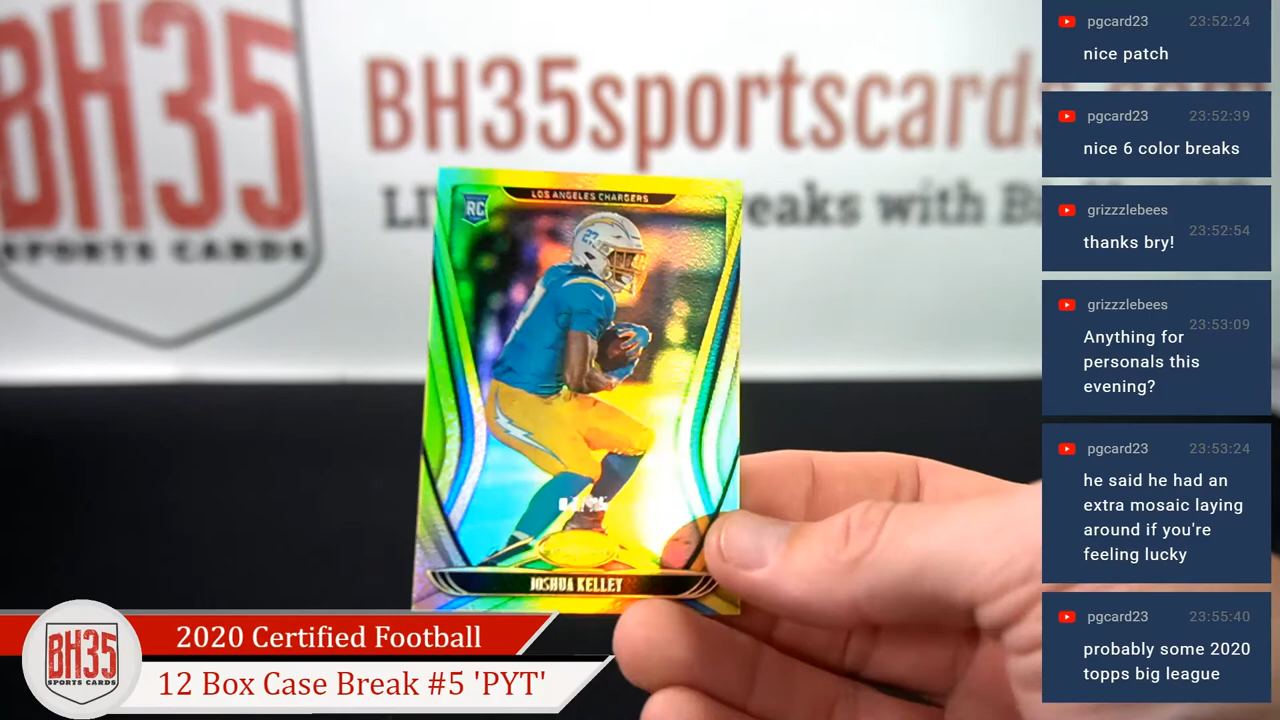 BH35
SPORTS CARDS
BH35sportscards
with
LOS ANGELES CHARGERS
RC
27
JOSHUA KELLEY
BH35
SPORTS CARDS
2020 Certified Football
12 Box Case Break #5 'PYT'
pgcard23 23:52:24
nice patch
pgcard23 23:52:39
nice 6 color breaks
grizzzlebees
23:52:54
thanks bry!
grizzzlebees
23:53:09
Anything for
personals this
evening?
pgcard23 23:53:24
he said he had an
extra mosaic laying
around if you're
feeling lucky
pgcard23 23:55:40
probably some 2020
topps big league